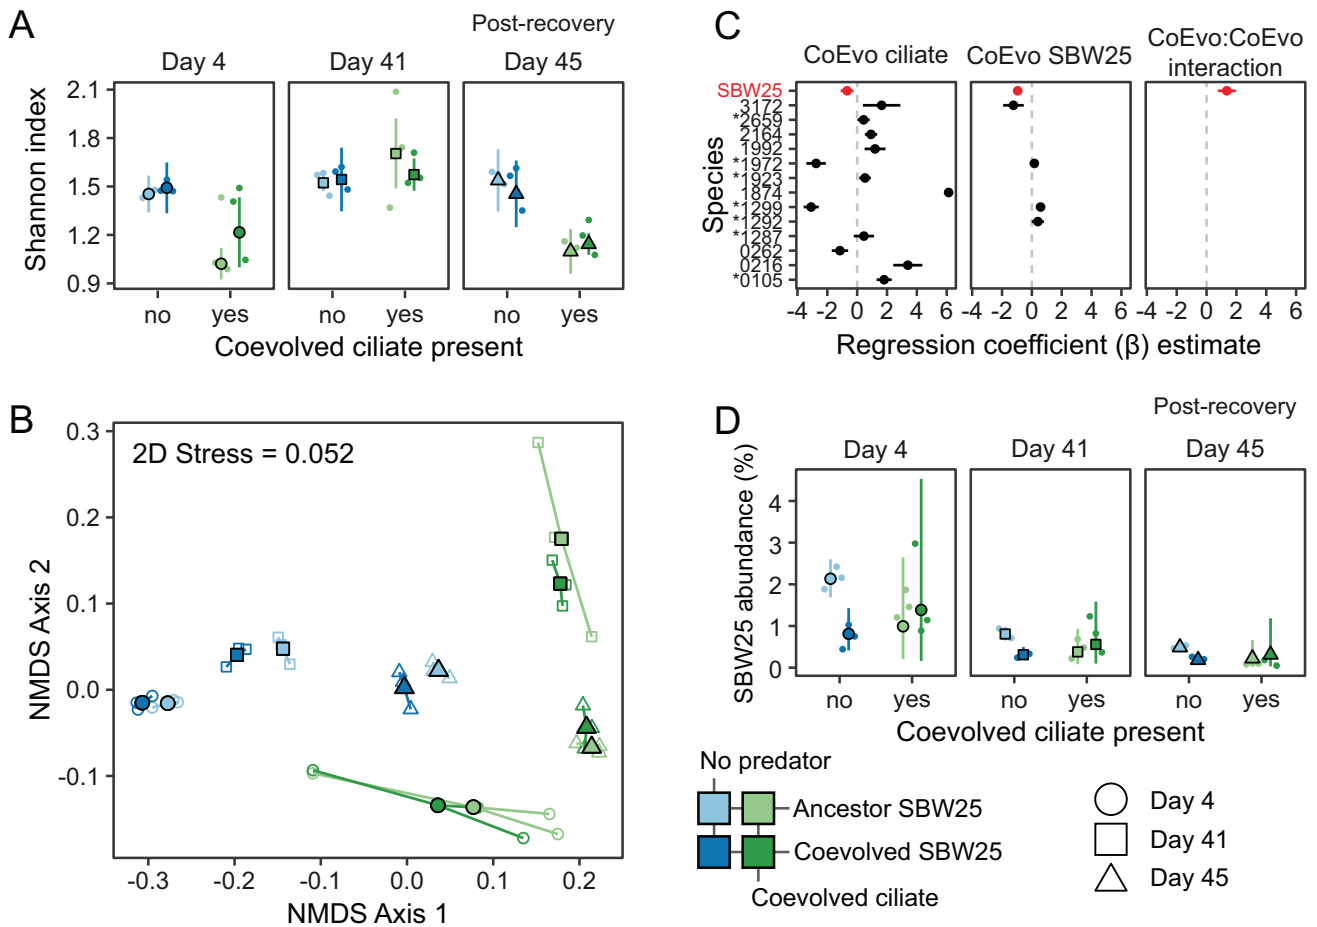 A
Post-recovery
Day 4
Day 41
Day 45
Shannon index
2.1
1.8
1.5
1.2
0.9
no
yes
no
yes
no
yes
Coevolved ciliate present
C
CoEvo ciliate
CoEvo SBW25
CoEvo:CoEvo
interaction
Species
SBW25
3172
*2659
2164
1992
*1972
*1923
1874
*1299
1292
*1287
0262
0216
*0105
-4 -2 0 2 4 6
-4 -2 0 2 4 6
-4 -2 0 2 4 6
Regression coefficient (β) estimate
B
2D Stress = 0.052
NMDS Axis 2
0.3
0.2
0.1
0.0
-0.1
-0.3
-0.2
-0.1
0.0
0.1
0.2
NMDS Axis 1
D
Post-recovery
Day 4
Day 41
Day 45
SBW25 abundance (%)
4
3
2
1
0
no
yes
no
yes
no
yes
Coevolved ciliate present
No predator
Ancestor SBW25
Coevolved SBW25
Coevolved ciliate
Day 4
Day 41
Day 45